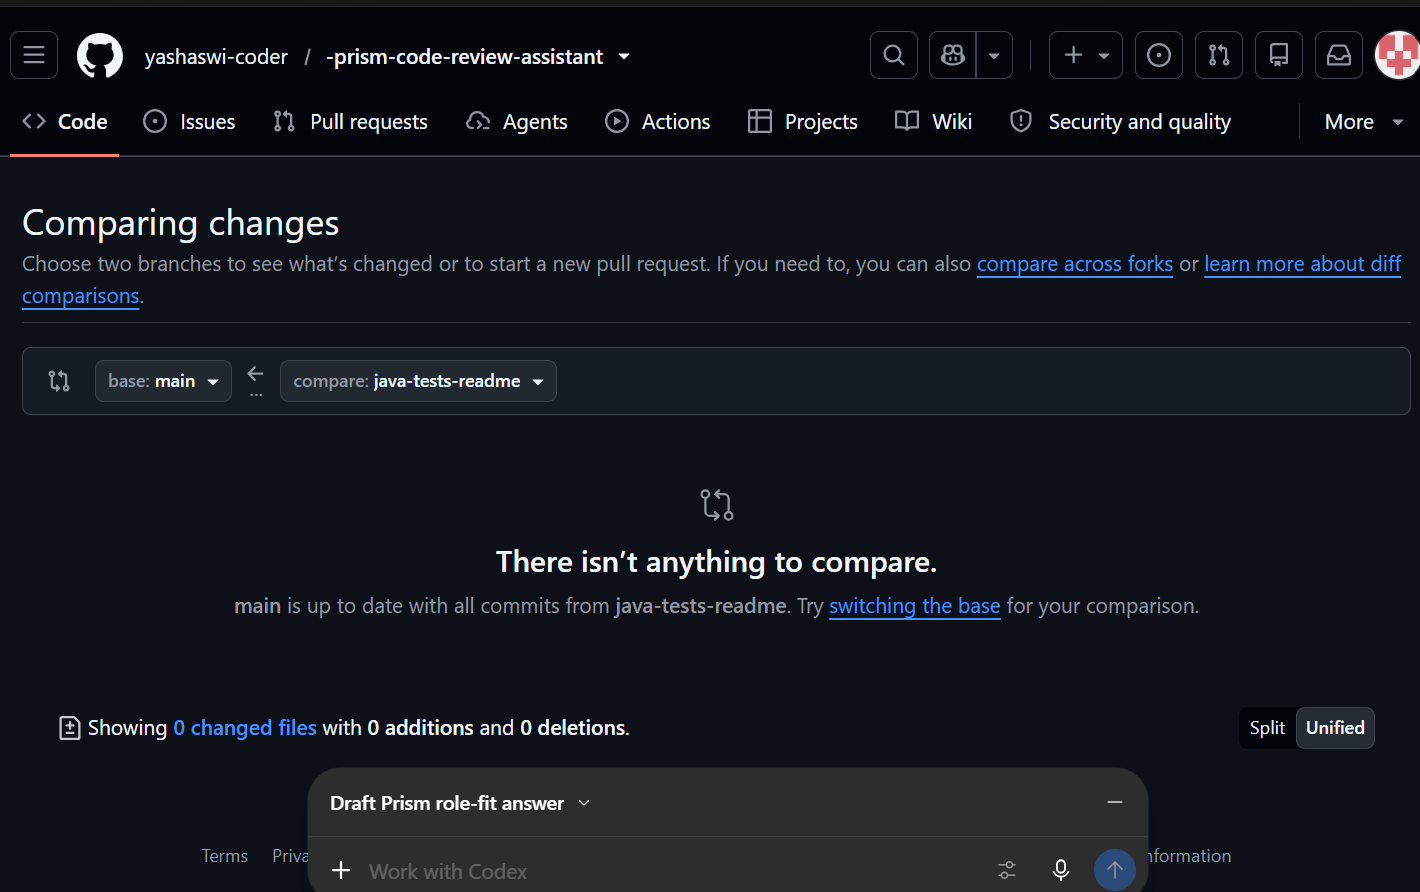 yashaswi-coder / -prism-code-review-assistant
Code Issues Pull requests Agents Actions Projects Wiki Security and quality More
Comparing changes
Choose two branches to see what’s changed or to start a new pull request. If you need to, you can also compare across forks or learn more about diff
comparisons.
base: main ... compare: java-tests-readme
There isn’t anything to compare.
main is up to date with all commits from java-tests-readme. Try switching the base for your comparison.
Showing 0 changed files with 0 additions and 0 deletions.
Split Unified
Draft Prism role-fit answer
Terms Priva nformation
Work with Codex